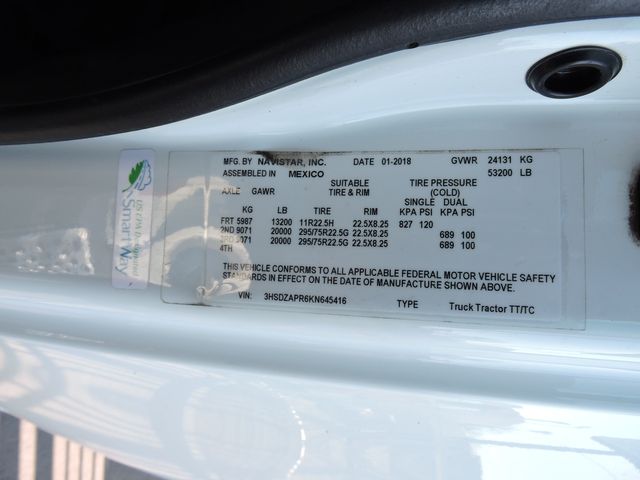 MFG. BY NAVISTAR, INC. DATE 01-2018 GVWR 24131 KG
ASSEMBLED IN MEXICO 53200 LB
SUITABLE TIRE PRESSURE
AXLE GAWR TIRE & RIM (COLD)
SINGLE DUAL
KG LB TIRE RIM KPA PSI KPA PSI
FRT 5987 13200 11R22.5H 22.5X8.25 827 120
2ND 9071 20000 295/75R22.5G 22.5X8.25 689 100
3RD 9071 20000 295/75R22.5G 22.5X8.25 689 100
4TH
THIS VEHICLE CONFORMS TO ALL APPLICABLE FEDERAL MOTOR VEHICLE SAFETY
STANDARDS IN EFFECT ON THE DATE OF MANUFACTURE SHOWN ABOVE.
VIN: 3HSDZAPR6KN645416 TYPE Truck Tractor TT/TC
SmartWay